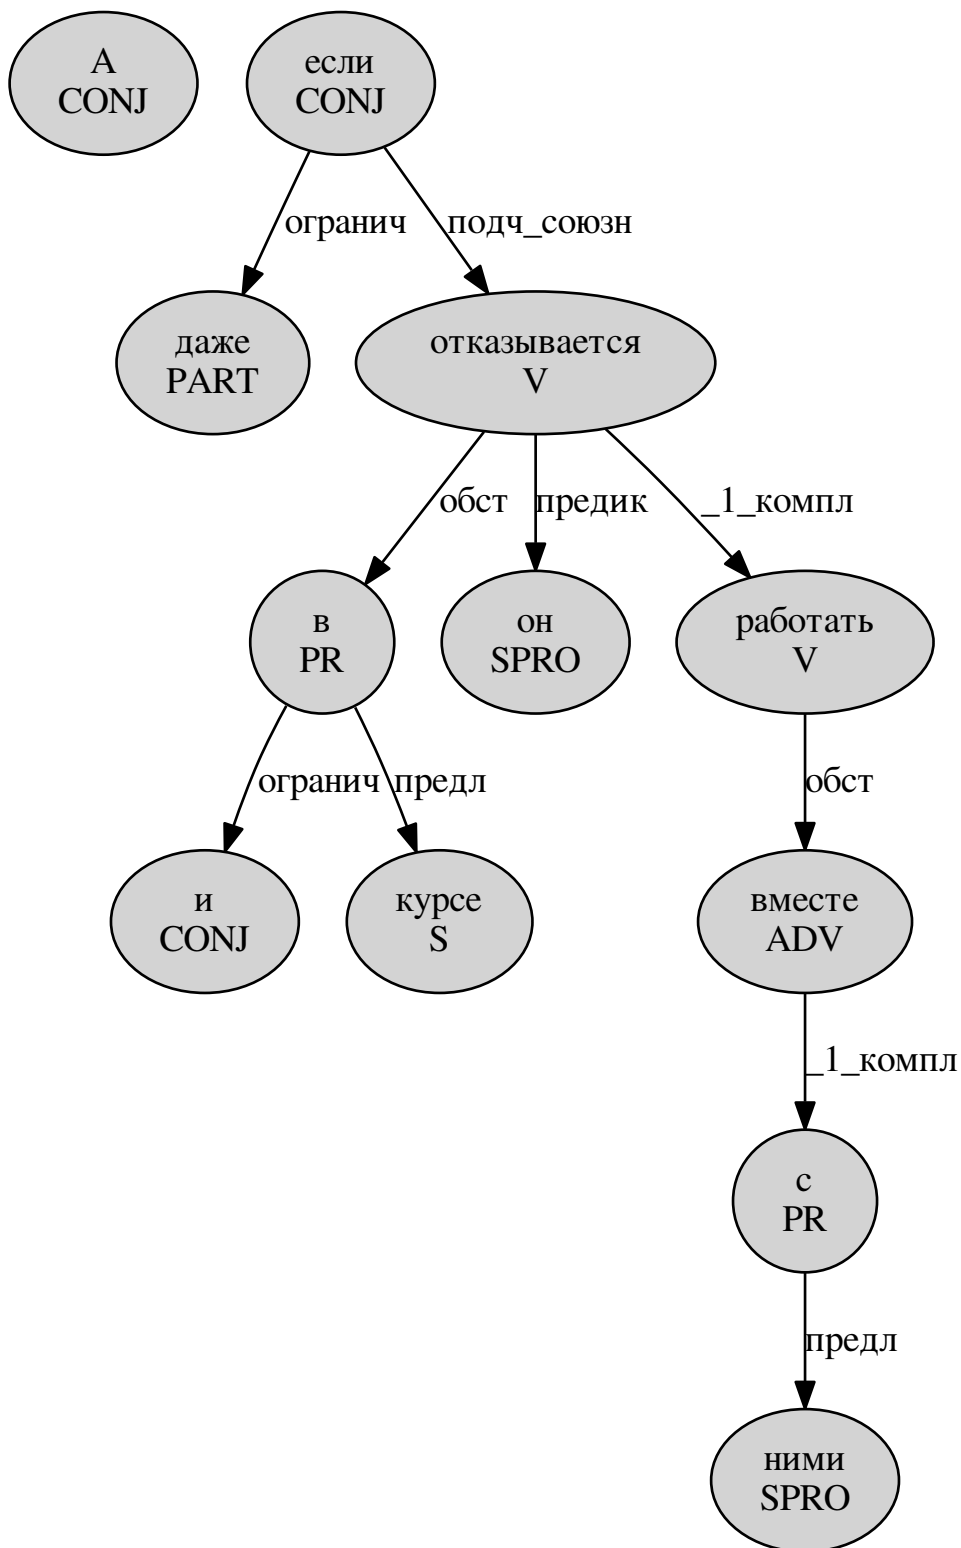 А
CONJ
если
CONJ
огранич
подч_союзн
даже
PART
отказывается
V
обст
предик
_1_компл
в
PR
он
SPRO
работать
V
огранич
предл
обст
и
CONJ
курсе
S
вместе
ADV
_1_компл
с
PR
предл
ними
SPRO